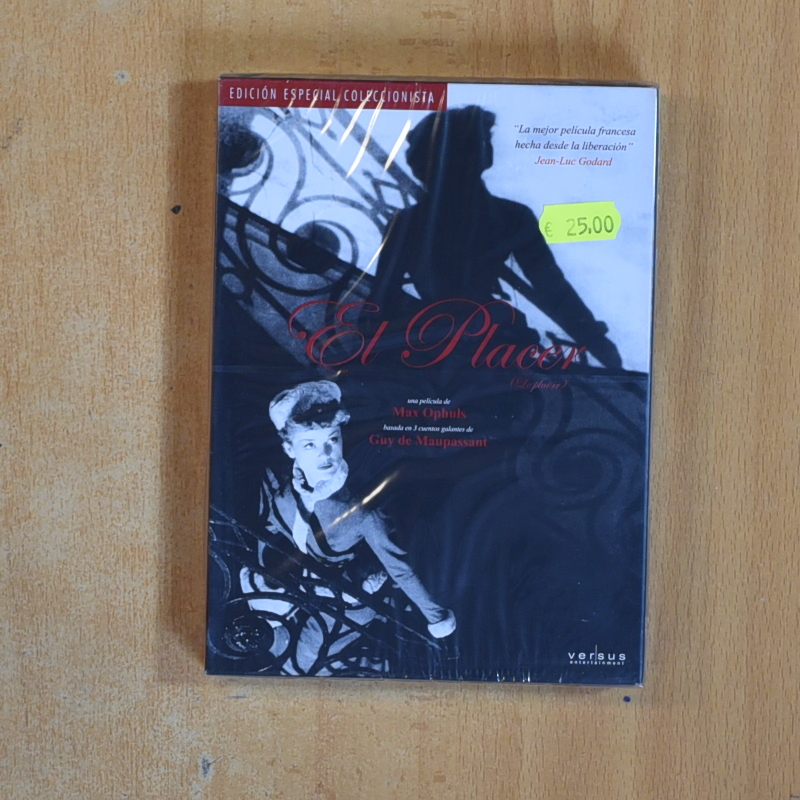 EDICIÓN ESPECIAL COLECCIONISTA
"La mejor película francesa
hecha desde la liberación"
Jean-Luc Godard
€ 25,00
El Placer
(Le plaisir)
una película de
Max Ophuls
basada en 3 cuentos galantes de
Guy de Maupassant
versus
entertainment